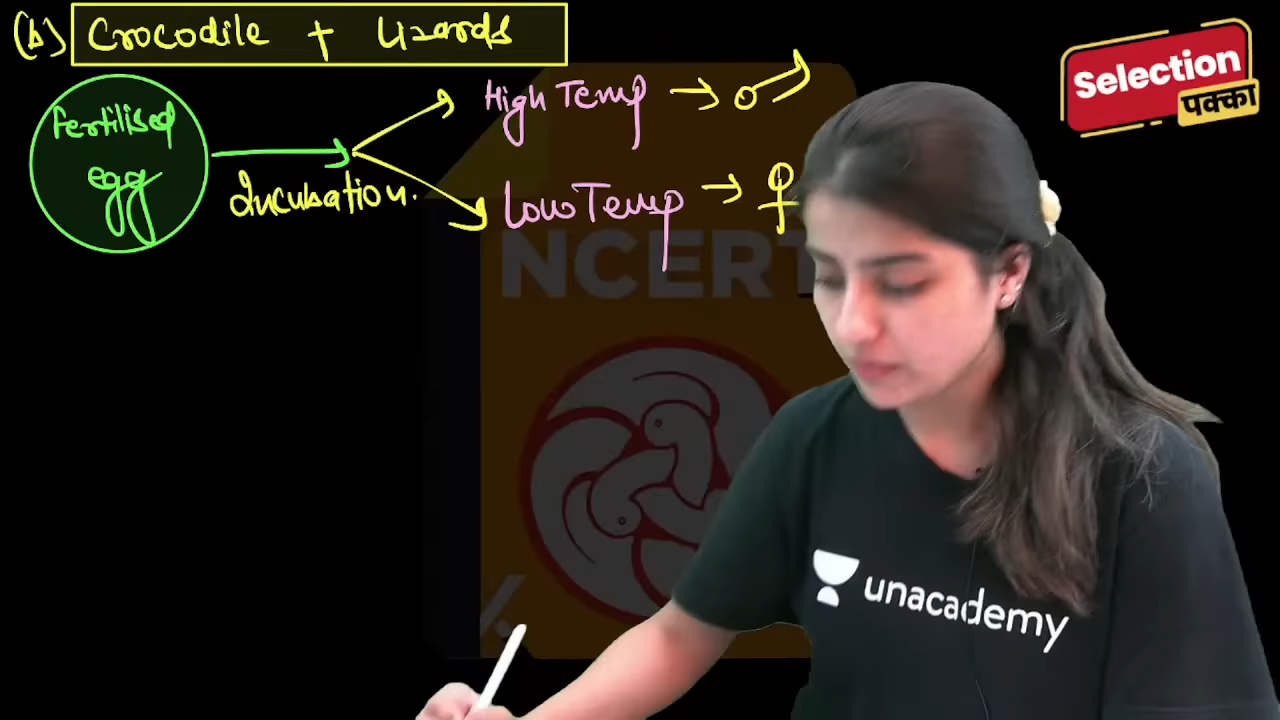 (b) Crocodile + Lizards
Fertilised
egg
Incubation.
High Temp → ♂
Low Temp → ♀
NCERT
Selection
पक्का
unacademy